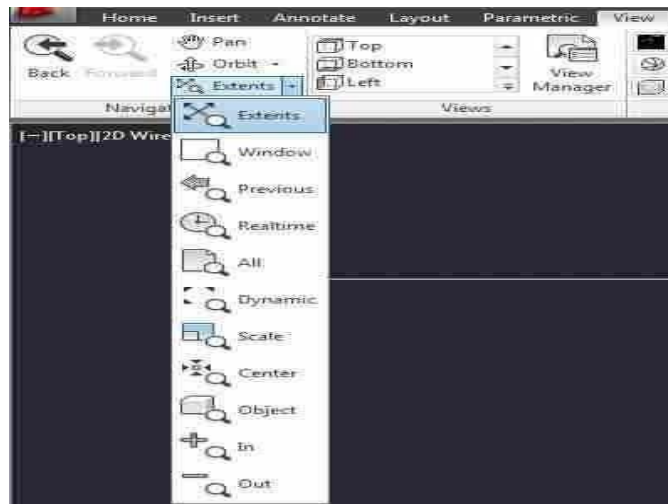 Home Insert Annotate Layout Parametric View
Pan
Top
Orbit
Bottom
Back Forward
View
Extents
Left
Manager
Navigat
Views
[−][Top][2D Wire
Extents
Window
Previous
Realtime
All
Dynamic
Scale
Center
Object
In
Out